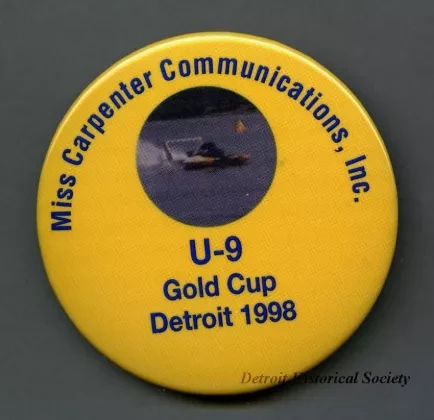 Miss Carpenter Communications, Inc.
U-9
Gold Cup
Detroit 1998
Detroit Historical Society